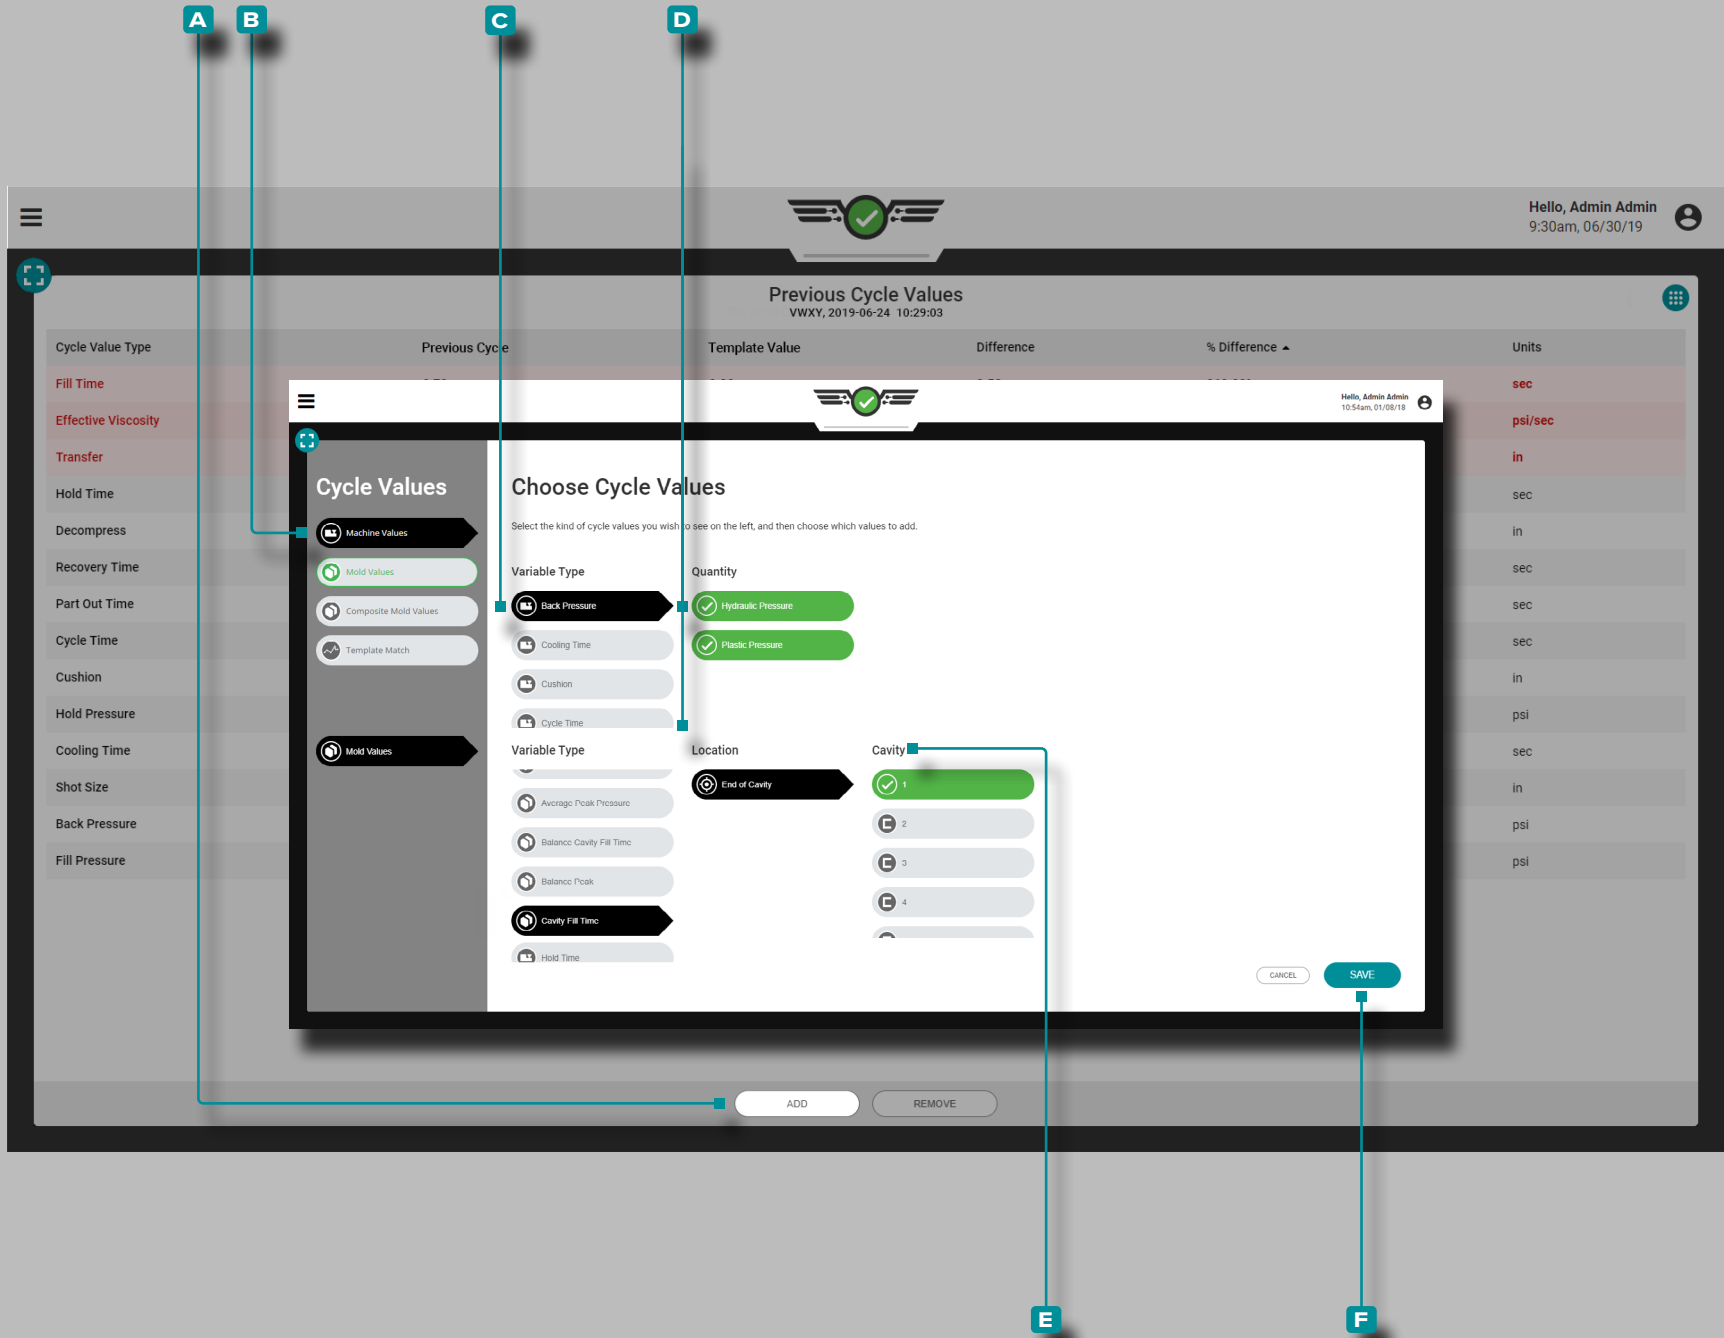 A B C D
Hello, Admin Admin
9:30am, 06/30/19
Previous Cycle Values
VWXY, 2019-06-24 10:29:03
Cycle Value Type Previous Cycle Template Value Difference % Difference Units
Fill Time sec
Effective Viscosity psi/sec
Transfer in
Hold Time sec
Decompress in
Recovery Time sec
Part Out Time sec
Cycle Time sec
Cushion in
Hold Pressure psi
Cooling Time sec
Shot Size in
Back Pressure psi
Fill Pressure psi
Hello, Admin Admin
10:54am, 01/08/18
Cycle Values
Machine Values
Mold Values
Composite Mold Values
Template Match
Mold Values
Choose Cycle Values
Select the kind of cycle values you wish to see on the left, and then choose which values to add.
Variable Type Quantity
Back Pressure Hydraulic Pressure
Cooling Time Plastic Pressure
Cushion
Cycle Time
Variable Type Location Cavity
End of Cavity 1
Average Peak Pressure
2
Balance Cavity Fill Time
3
Balance Peak
4
Cavity Fill Time
Hold Time
CANCEL SAVE
ADD REMOVE
E F